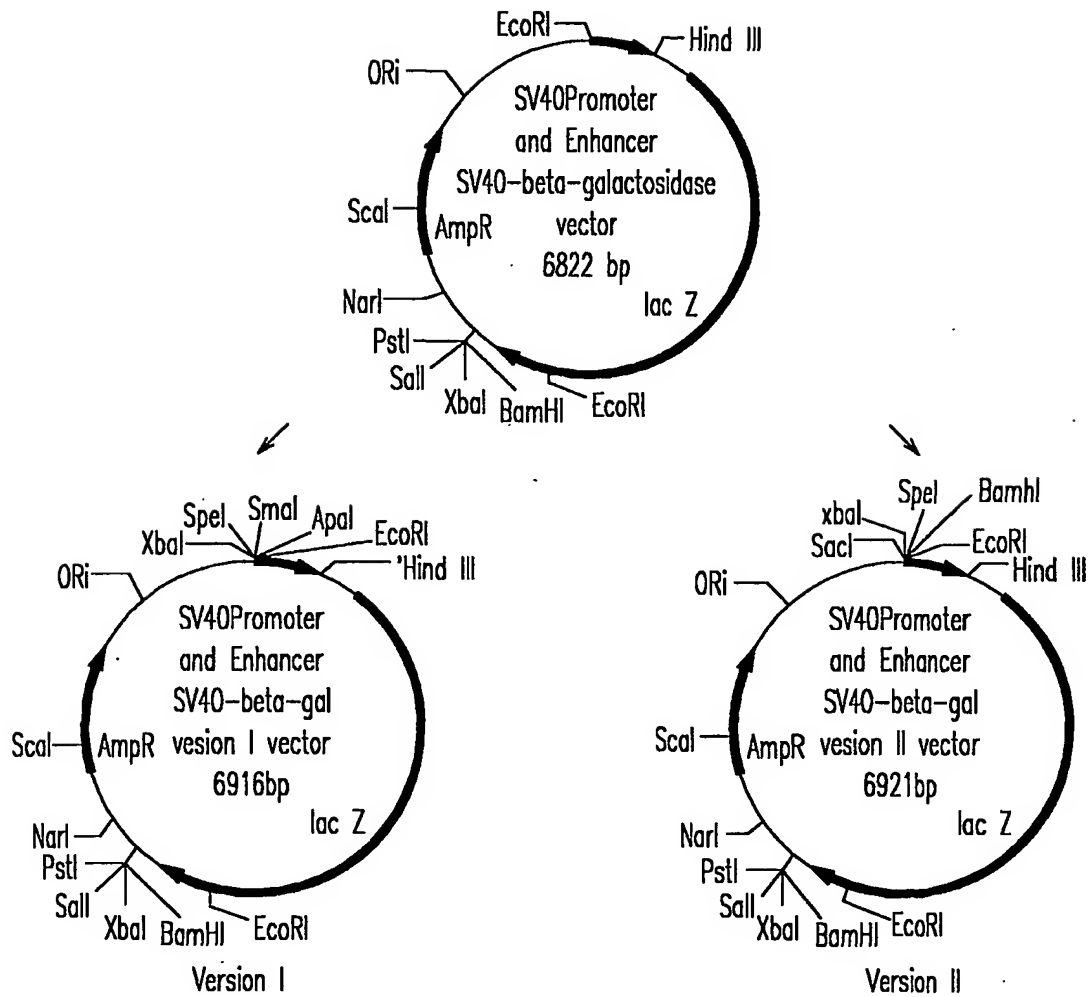 EcoRI
Hind III
ORi
SV40Promoter
and Enhancer
SV40-beta-galactosidase
vector
6822 bp
ScaI
AmpR
lac Z
NarI
PstI
SalI
XbaI
BamHI
EcoRI
SpeI
SmaI
ApaI
XbaI
EcoRI
'Hind III
ORi
SV40Promoter
and Enhancer
SV40-beta-gal
vesion I vector
6916bp
ScaI
AmpR
lac Z
NarI
PstI
SalI
XbaI
BamHI
EcoRI
Version I
SpeI
BamhI
xbaI
SacI
EcoRI
Hind III
ORi
SV40Promoter
and Enhancer
SV40-beta-gal
vesion II vector
6921bp
ScaI
AmpR
lac Z
NarI
PstI
SalI
XbaI
BamHI
EcoRI
Version II